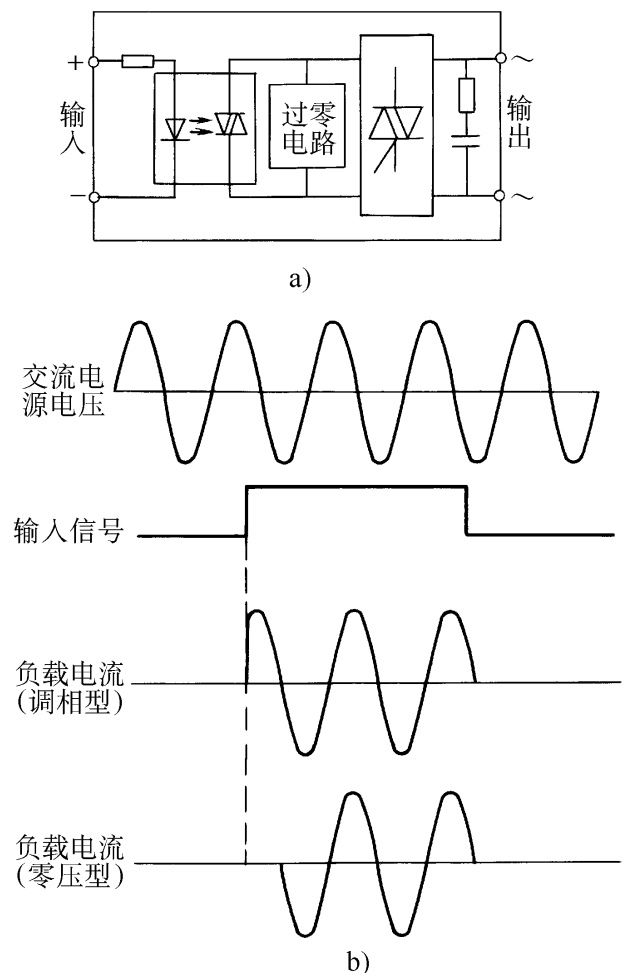 +
输
入
−
过零
电路
~
输
出
~
a)
交流电
源电压
输入信号
负载电流
(调相型)
负载电流
(零压型)
b)